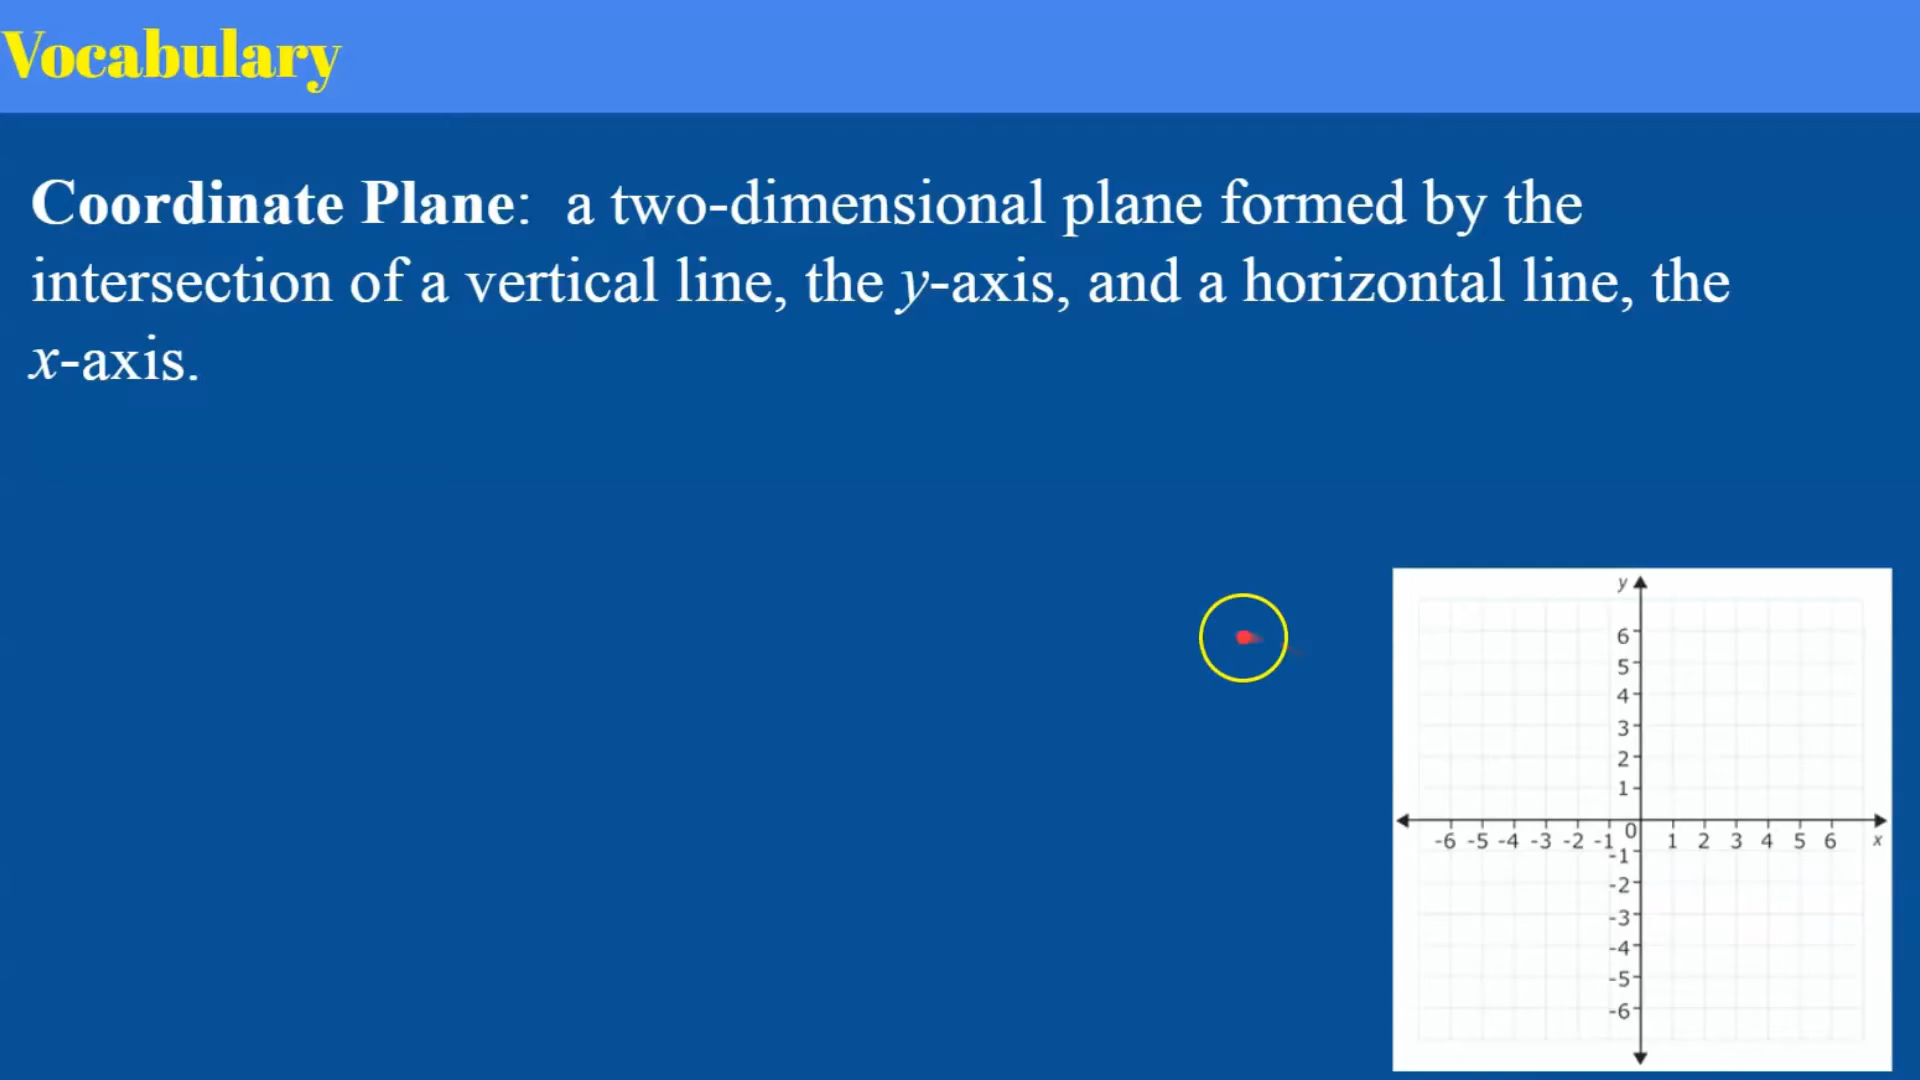 Vocabulary
Coordinate Plane: a two-dimensional plane formed by the
intersection of a vertical line, the y-axis, and a horizontal line, the
x-axis.
y
6
5
4
3
2
1
-6 -5 -4 -3 -2 -1 0 1 2 3 4 5 6 x
-1
-2
-3
-4
-5
-6